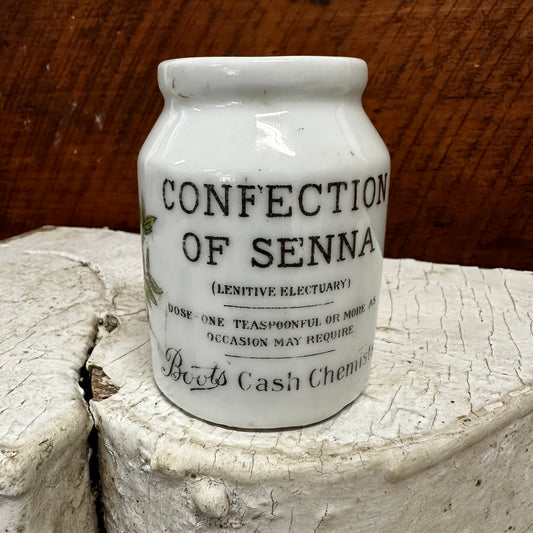 CONFECTION
OF SENNA
(LENITIVE ELECTUARY)
DOSE-ONE TEASPOONFUL OR MORE AS
OCCASION MAY REQUIRE.
Boots Cash Chemist